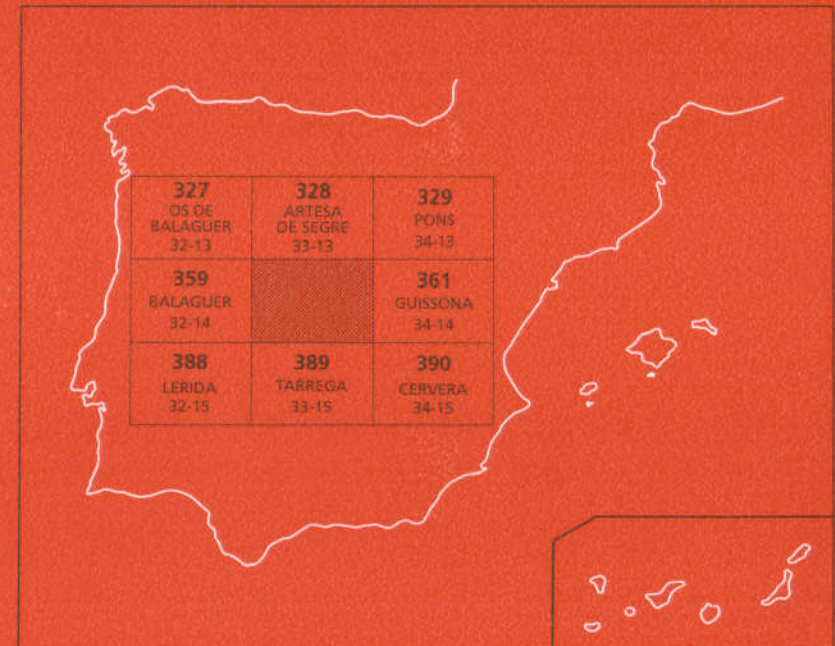 327
OS DE
BALAGUER
32-13
328
ARTESA
DE SEGRE
33-13
329
PONS
34-13
359
BALAGUER
32-14
361
GUISSONA
34-14
388
LERIDA
32-15
389
TARREGA
33-15
390
CERVERA
34-15